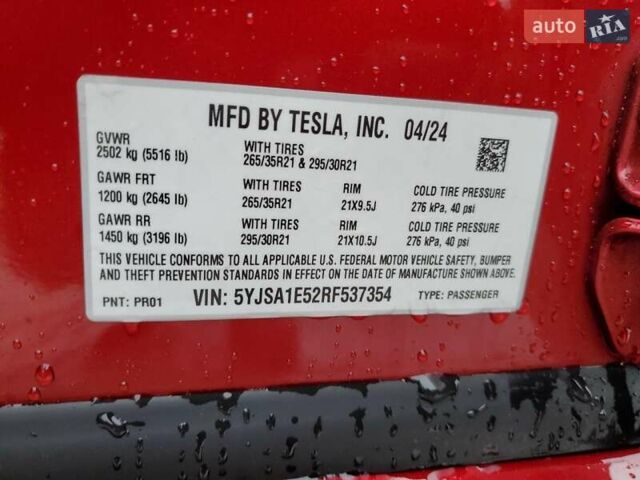 auto RIA.com
MFD BY TESLA, INC. 04/24
GVWR
2502 kg (5516 lb)
WITH TIRES
265/35R21 & 295/30R21
GAWR FRT
1200 kg (2645 lb)
WITH TIRES
265/35R21
RIM
21X9.5J
COLD TIRE PRESSURE
276 kPa, 40 psi
GAWR RR
1450 kg (3196 lb)
WITH TIRES
295/30R21
RIM
21X10.5J
COLD TIRE PRESSURE
276 kPa, 40 psi
THIS VEHICLE CONFORMS TO ALL APPLICABLE U.S. FEDERAL MOTOR VEHICLE SAFETY, BUMPER
AND THEFT PREVENTION STANDARDS IN EFFECT ON THE DATE OF MANUFACTURE SHOWN ABOVE.
PNT: PR01 VIN: 5YJSA1E52RF537354 TYPE: PASSENGER